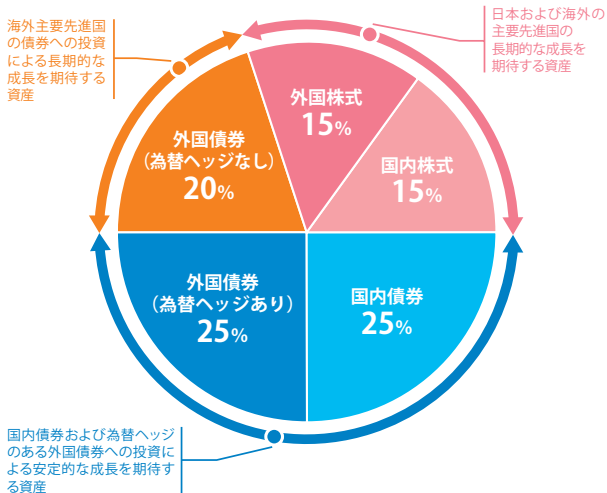 海外主要先進国
の債券への投資
による長期的な
成長を期待する
資産
日本および海外の
主要先進国の
長期的な成長を
期待する資産
外国株式
15%
国内株式
15%
外国債券
（為替ヘッジなし）
20%
外国債券
（為替ヘッジあり）
25%
国内債券
25%
国内債券および為替ヘッジ
のある外国債券への投資に
よる安定的な成長を期待す
る資産